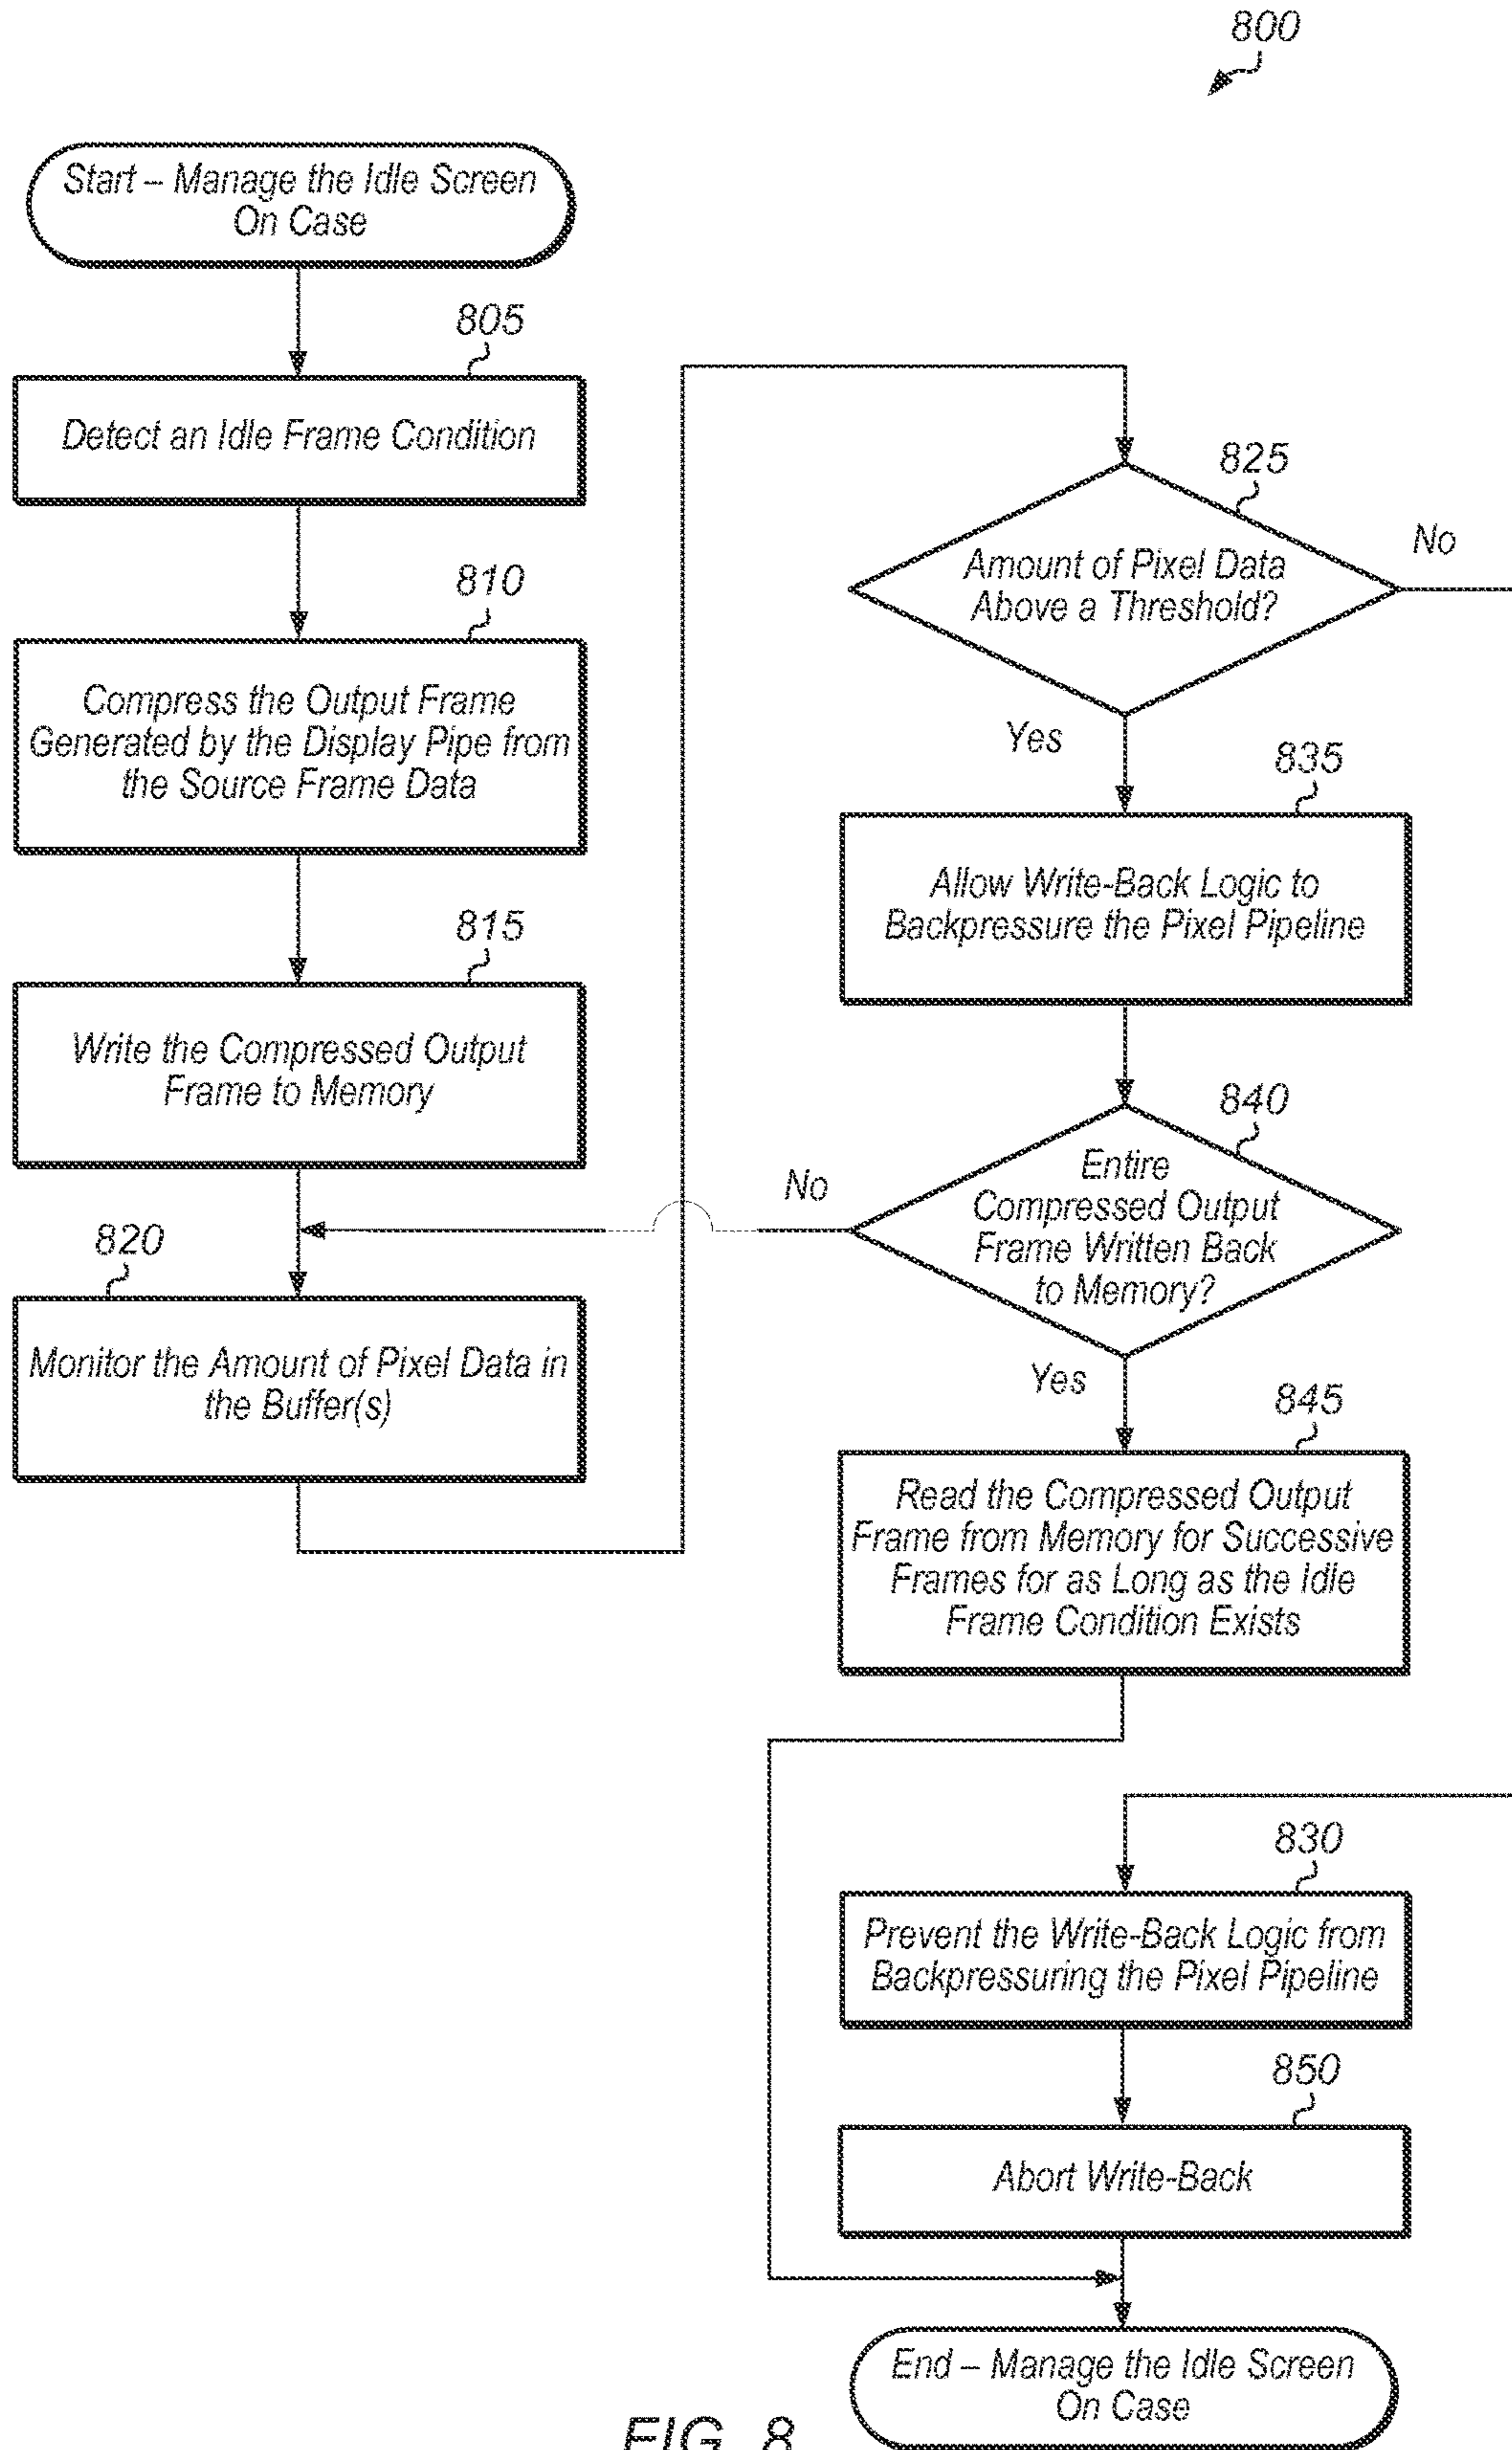 800
Start – Manage the Idle Screen
On Case
805
Detect an Idle Frame Condition
810
Compress the Output Frame
Generated by the Display Pipe from
the Source Frame Data
815
Write the Compressed Output
Frame to Memory
820
Monitor the Amount of Pixel Data in
the Buffer(s)
825
Amount of Pixel Data
Above a Threshold?
No
Yes
835
Allow Write-Back Logic to
Backpressure the Pixel Pipeline
840
Entire
Compressed Output
Frame Written Back
to Memory?
No
Yes
845
Read the Compressed Output
Frame from Memory for Successive
Frames for as Long as the Idle
Frame Condition Exists
830
Prevent the Write-Back Logic from
Backpressuring the Pixel Pipeline
850
Abort Write-Back
End – Manage the Idle Screen
On Case
FIG. 8